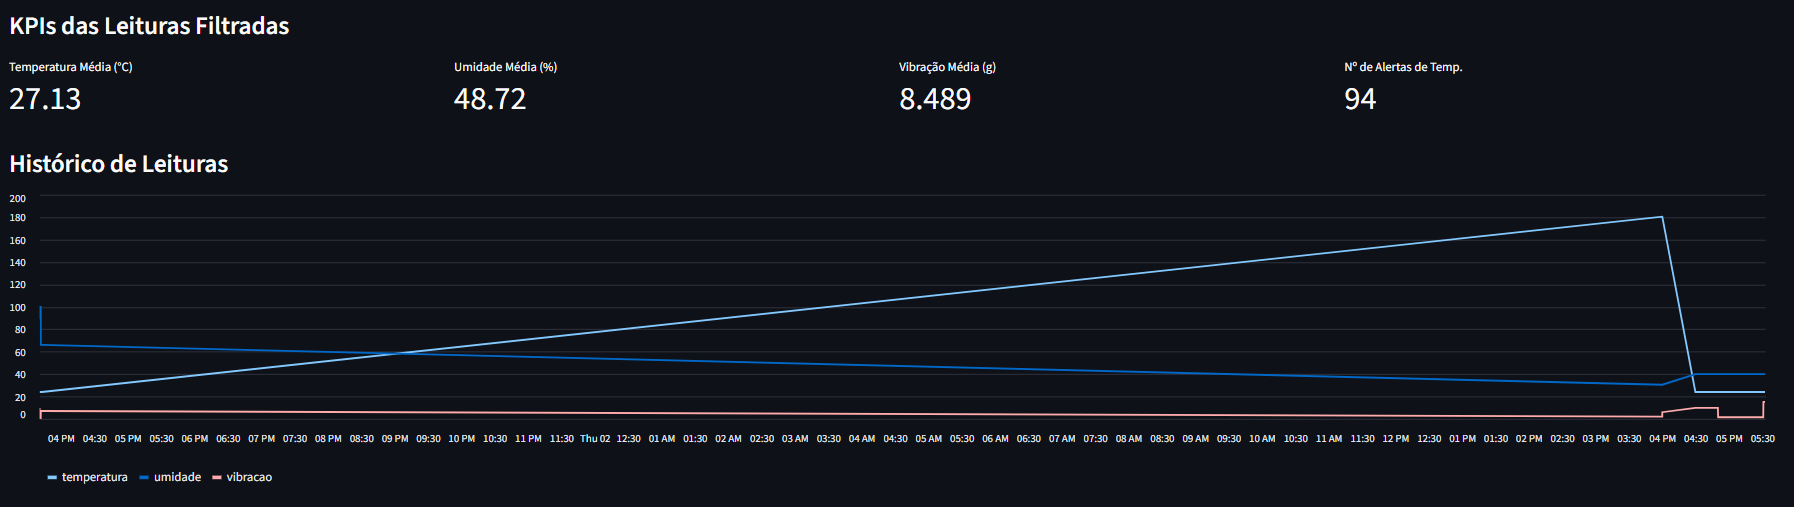 KPIs das Leituras Filtradas
Temperatura Média (°C) Umidade Média (%) Vibração Média (g) Nº de Alertas de Temp.
27.13 48.72 8.489 94
Histórico de Leituras
200
180
160
140
120
100
80
60
40
20
0
04 PM 04:30 05 PM 05:30 06 PM 06:30 07 PM 07:30 08 PM 08:30 09 PM 09:30 10 PM 10:30 11 PM 11:30 Thu 02 12:30 01 AM 01:30 02 AM 02:30 03 AM 03:30 04 AM 04:30 05 AM 05:30 06 AM 06:30 07 AM 07:30 08 AM 08:30 09 AM 09:30 10 AM 10:30 11 AM 11:30 12 PM 12:30 01 PM 01:30 02 PM 02:30 03 PM 03:30 04 PM 04:30 05 PM 05:30
temperatura umidade vibracao